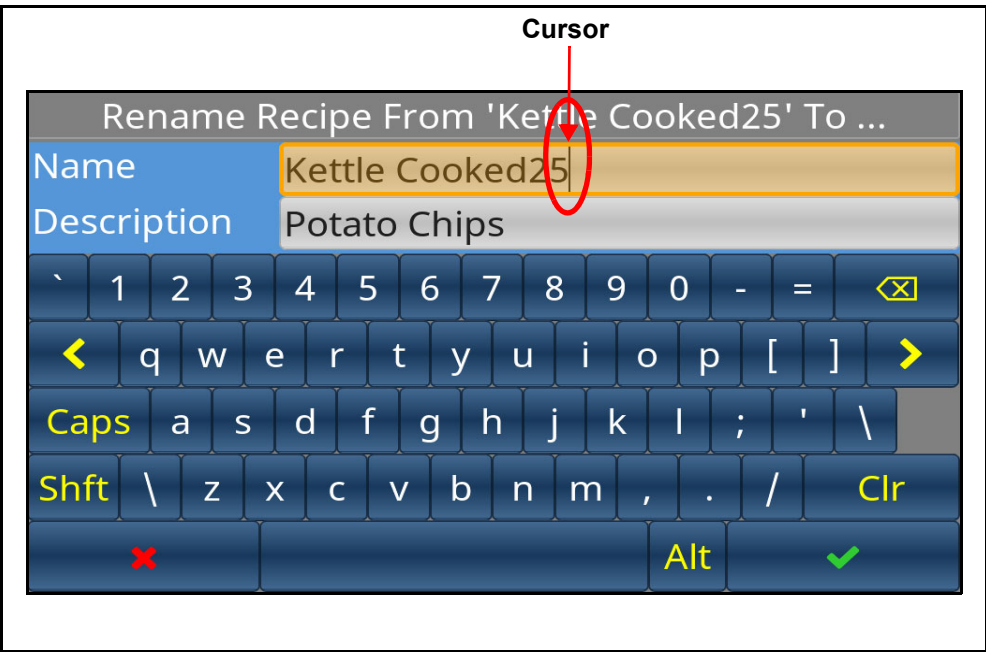 Cursor
Rename Recipe From 'Kettle Cooked25' To ...
Name Kettle Cooked25
Description Potato Chips
` 1 2 3 4 5 6 7 8 9 0 - =
q w e r t y u i o p [ ]
Caps a s d f g h j k l ; ' \
Shft \ z x c v b n m , . / Clr
Alt